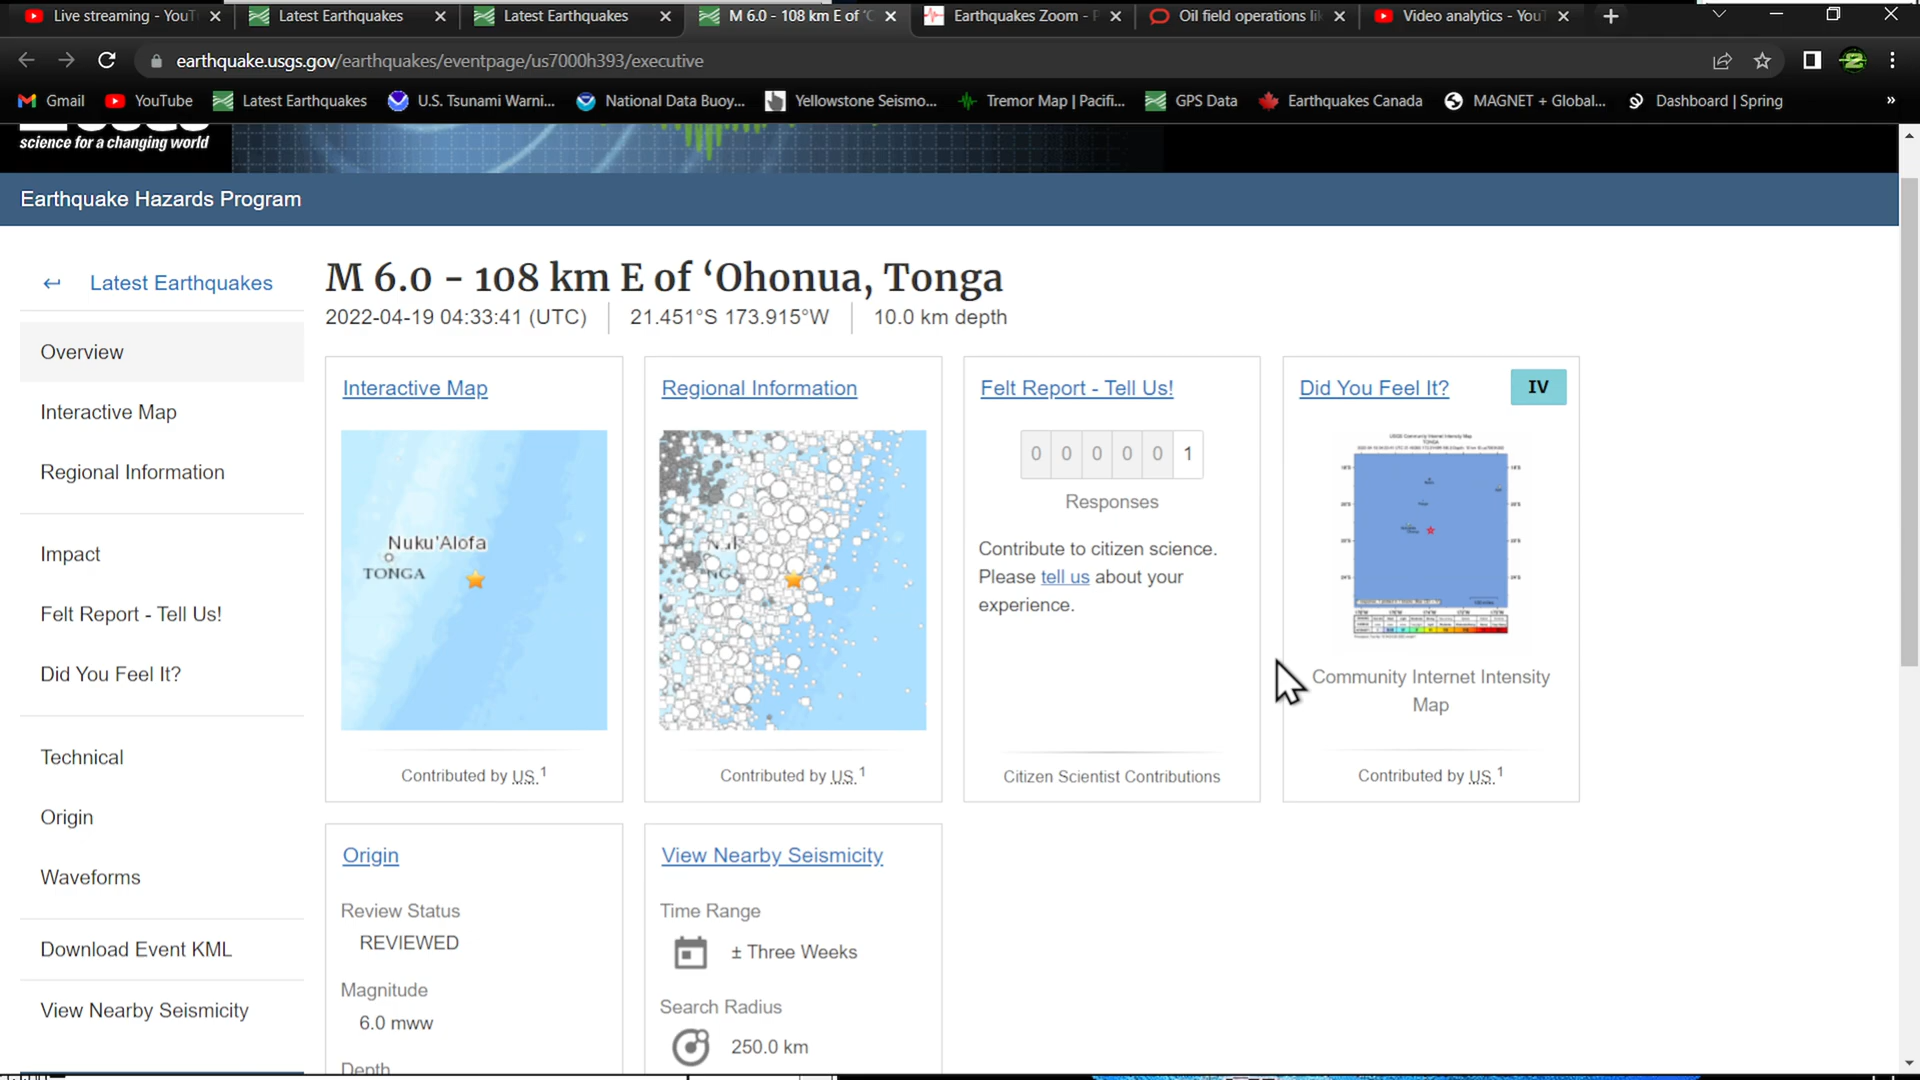 Live streaming - YouT
Latest Earthquakes
Latest Earthquakes
M 6.0 - 108 km E of
Earthquakes Zoom -
Oil field operations li
Video analytics - YouT
earthquake.usgs.gov/earthquakes/eventpage/us7000h393/executive
Gmail
YouTube
Latest Earthquakes
U.S. Tsunami Warni...
National Data Buoy...
Yellowstone Seismo...
Tremor Map | Pacifi...
GPS Data
Earthquakes Canada
MAGNET + Global...
Dashboard | Spring
»
science for a changing world
Earthquake Hazards Program
Latest Earthquakes
Overview
Interactive Map
Regional Information
Impact
Felt Report - Tell Us!
Did You Feel It?
Technical
Origin
Waveforms
Download Event KML
View Nearby Seismicity
M 6.0 - 108 km E of ‘Ohonua, Tonga
2022-04-19 04:33:41 (UTC)
21.451°S 173.915°W
10.0 km depth
Interactive Map
Nuku'Alofa
TONGA
Contributed by US 1
Regional Information
Contributed by US 1
Felt Report - Tell Us!
0 0 0 0 0 1
Responses
Contribute to citizen science.
Please tell us about your
experience.
Citizen Scientist Contributions
Did You Feel It?
IV
Community Internet Intensity
Map
Contributed by US 1
Origin
Review Status
REVIEWED
Magnitude
6.0 mww
Depth
View Nearby Seismicity
Time Range
± Three Weeks
Search Radius
250.0 km